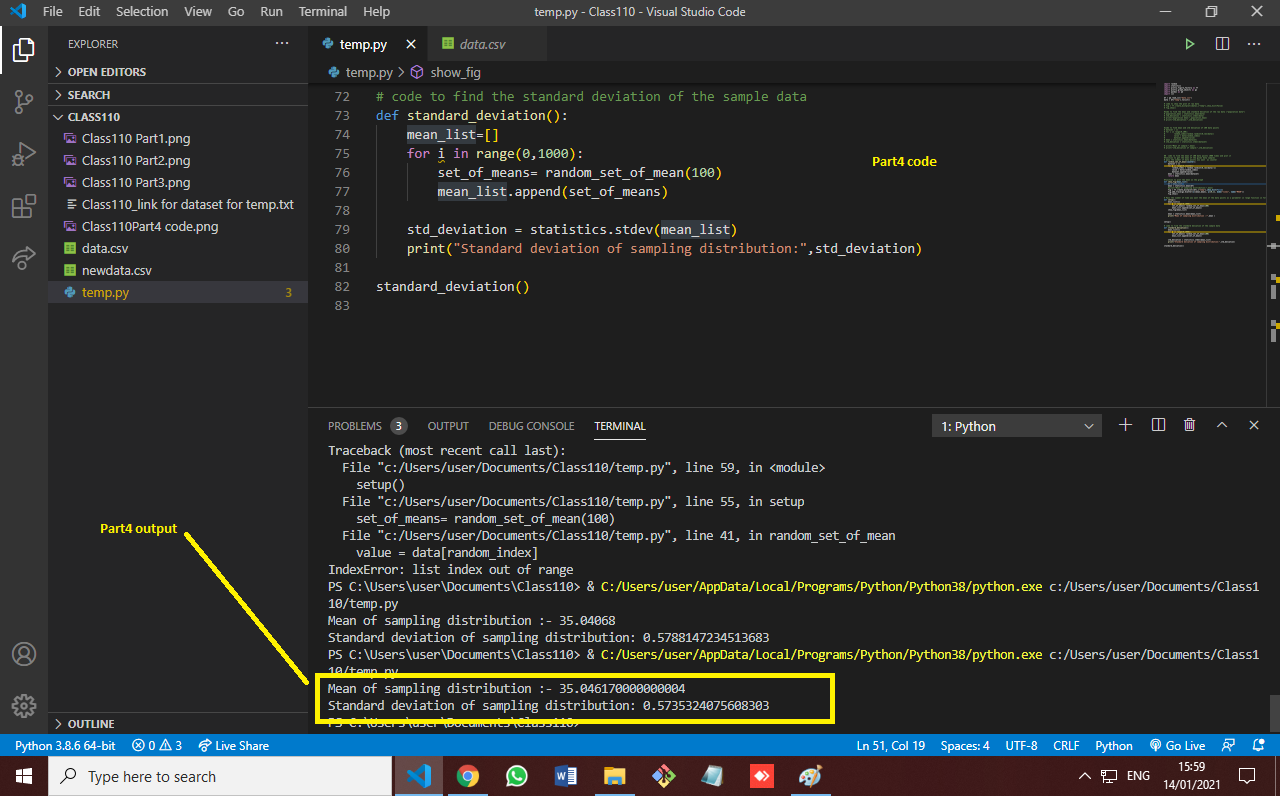 File Edit Selection View Go Run Terminal Help
temp.py - Class110 - Visual Studio Code
EXPLORER
OPEN EDITORS
SEARCH
CLASS110
Class110 Part1.png
Class110 Part2.png
Class110 Part3.png
Class110_link for dataset for temp.txt
Class110Part4 code.png
data.csv
newdata.csv
temp.py 3
Part4 output
OUTLINE
temp.py data.csv
temp.py > show_fig
72 # code to find the standard deviation of the sample data
73 def standard_deviation():
74 mean_list=[]
75 for i in range(0,1000):
76 set_of_means= random_set_of_mean(100)
77 mean_list.append(set_of_means)
78
79 std_deviation = statistics.stdev(mean_list)
80 print("Standard deviation of sampling distribution:",std_deviation)
81
82 standard_deviation()
83
Part4 code
PROBLEMS 3 OUTPUT DEBUG CONSOLE TERMINAL
1: Python
Traceback (most recent call last):
File "c:/Users/user/Documents/Class110/temp.py", line 59, in <module>
setup()
File "c:/Users/user/Documents/Class110/temp.py", line 55, in setup
set_of_means= random_set_of_mean(100)
File "c:/Users/user/Documents/Class110/temp.py", line 41, in random_set_of_mean
value = data[random_index]
IndexError: list index out of range
PS C:\Users\user\Documents\Class110> & C:/Users/user/AppData/Local/Programs/Python/Python38/python.exe c:/Users/user/Documents/Class1
10/temp.py
Mean of sampling distribution :- 35.04068
Standard deviation of sampling distribution: 0.5788147234513683
PS C:\Users\user\Documents\Class110> & C:/Users/user/AppData/Local/Programs/Python/Python38/python.exe c:/Users/user/Documents/Class1
10/temp.py
Mean of sampling distribution :- 35.046170000000004
Standard deviation of sampling distribution: 0.5735324075608303
PS C:\Users\user\Documents\Class110>
Python 3.8.6 64-bit 0 3 Live Share
Ln 51, Col 19 Spaces: 4 UTF-8 CRLF Python Go Live
Type here to search
ENG
15:59
14/01/2021